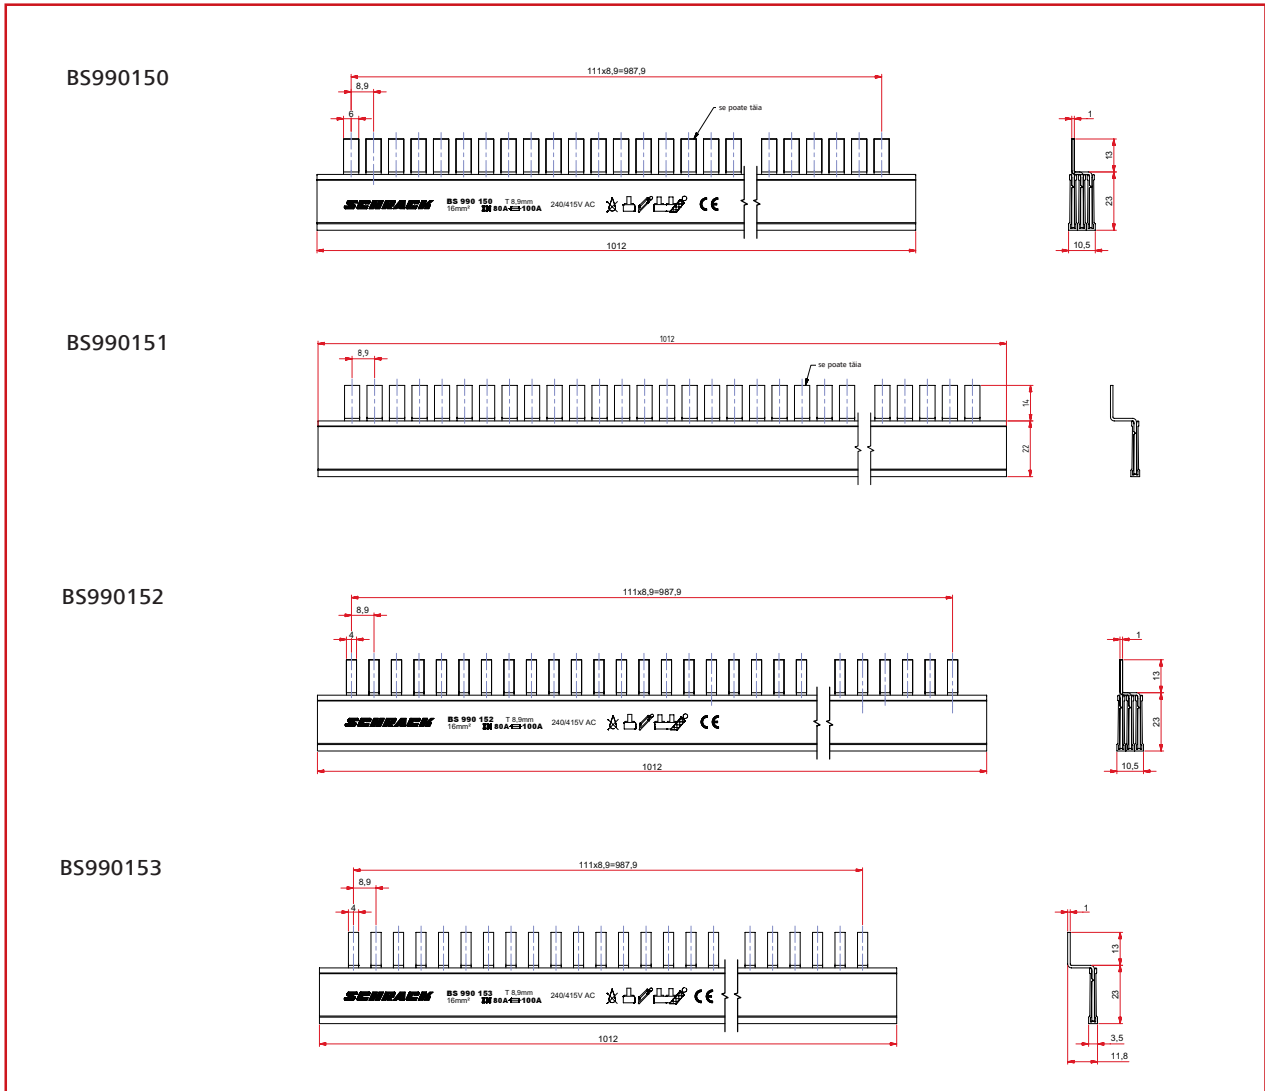 BS990150
111x8,9=987,9
8,9
6
se poate tăia
1
13
23
10,5
SCHRACK
BS 990 150 T 8,9mm
16mm² IN 80A 100A
240/415V AC
CE
1012
BS990151
1012
8,9
se poate tăia
14
22
BS990152
111x8,9=987,9
8,9
4
1
13
23
10,5
SCHRACK
BS 990 152 T 8,9mm
16mm² IN 80A 100A
240/415V AC
CE
1012
BS990153
111x8,9=987,9
8,9
4
1
13
23
3,5
11,8
SCHRACK
BS 990 153 T 8,9mm
16mm² IN 80A 100A
240/415V AC
CE
1012